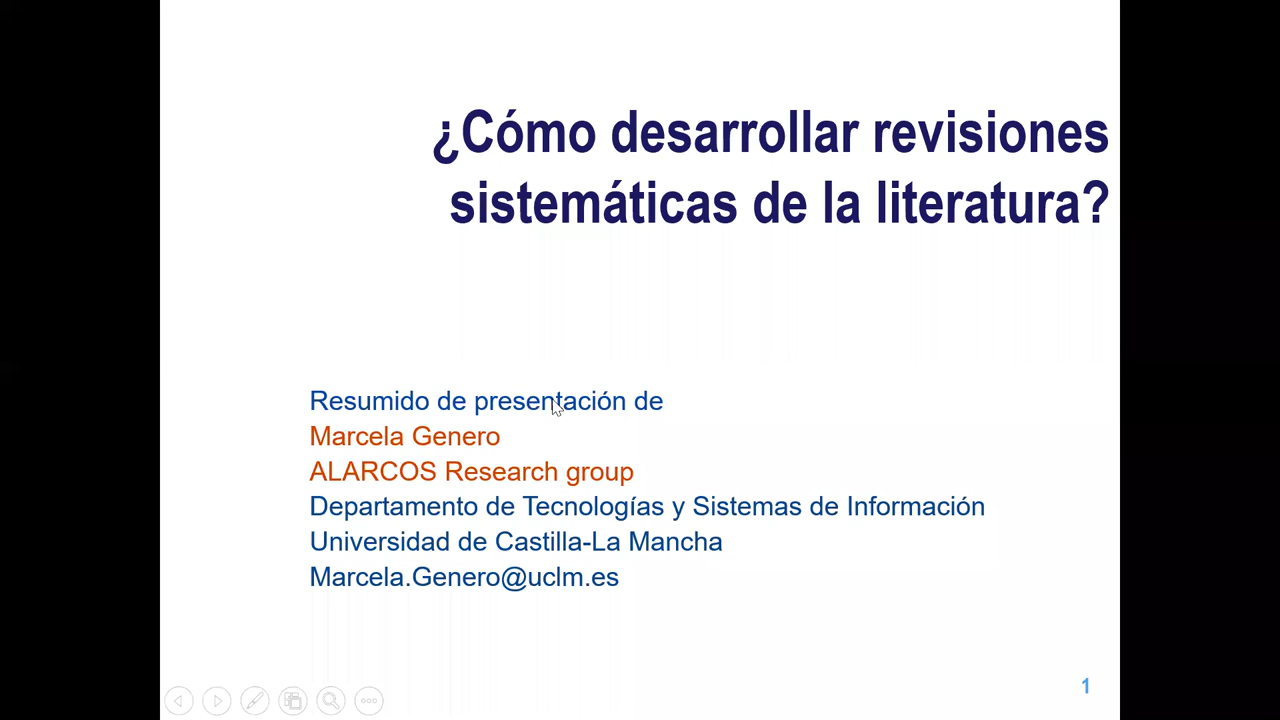 ¿Cómo desarrollar revisiones
sistemáticas de la literatura?
Resumido de presentación de
Marcela Genero
ALARCOS Research group
Departamento de Tecnologías y Sistemas de Información
Universidad de Castilla-La Mancha
Marcela.Genero@uclm.es
1